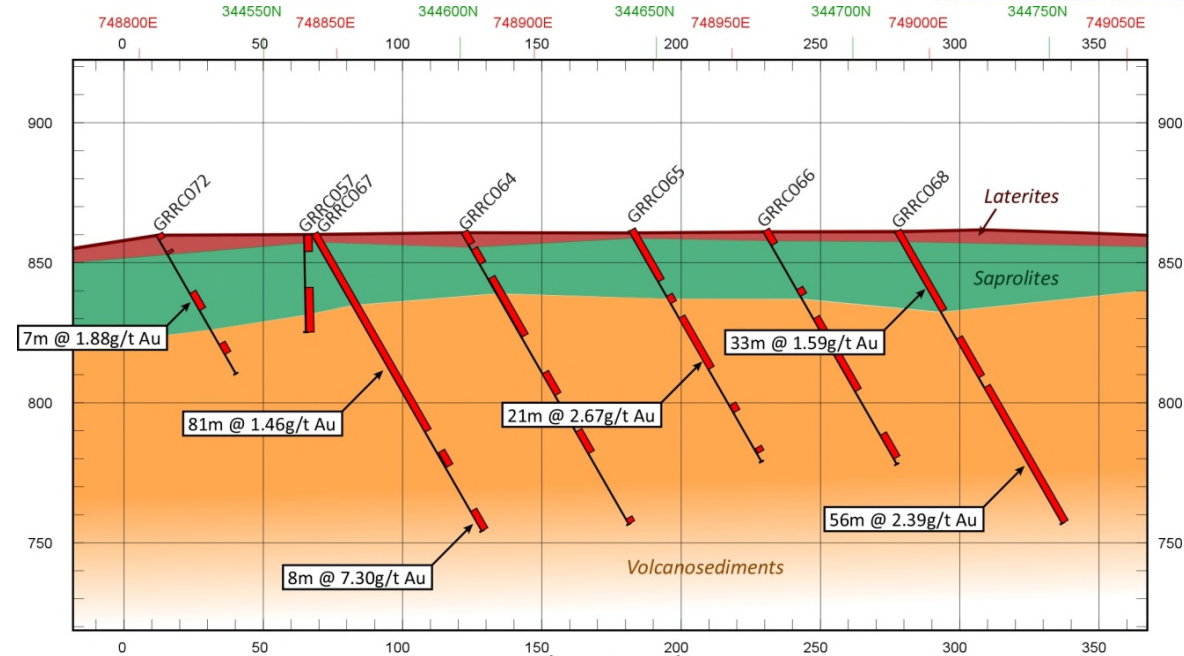 344550N 344600N 344650N 344700N 344750N
748800E 748850E 748900E 748950E 749000E 749050E
0 50 100 150 200 250 300 350
900 900
GRRC072
GRRC057
GRRC067
GRRC064
GRRC065
GRRC066
GRRC068
Laterites
850 850
Saprolites
7m @ 1.88g/t Au
33m @ 1.59g/t Au
800 800
81m @ 1.46g/t Au
21m @ 2.67g/t Au
56m @ 2.39g/t Au
750 750
8m @ 7.30g/t Au
Volcanosediments
0 50 100 150 200 250 300 350